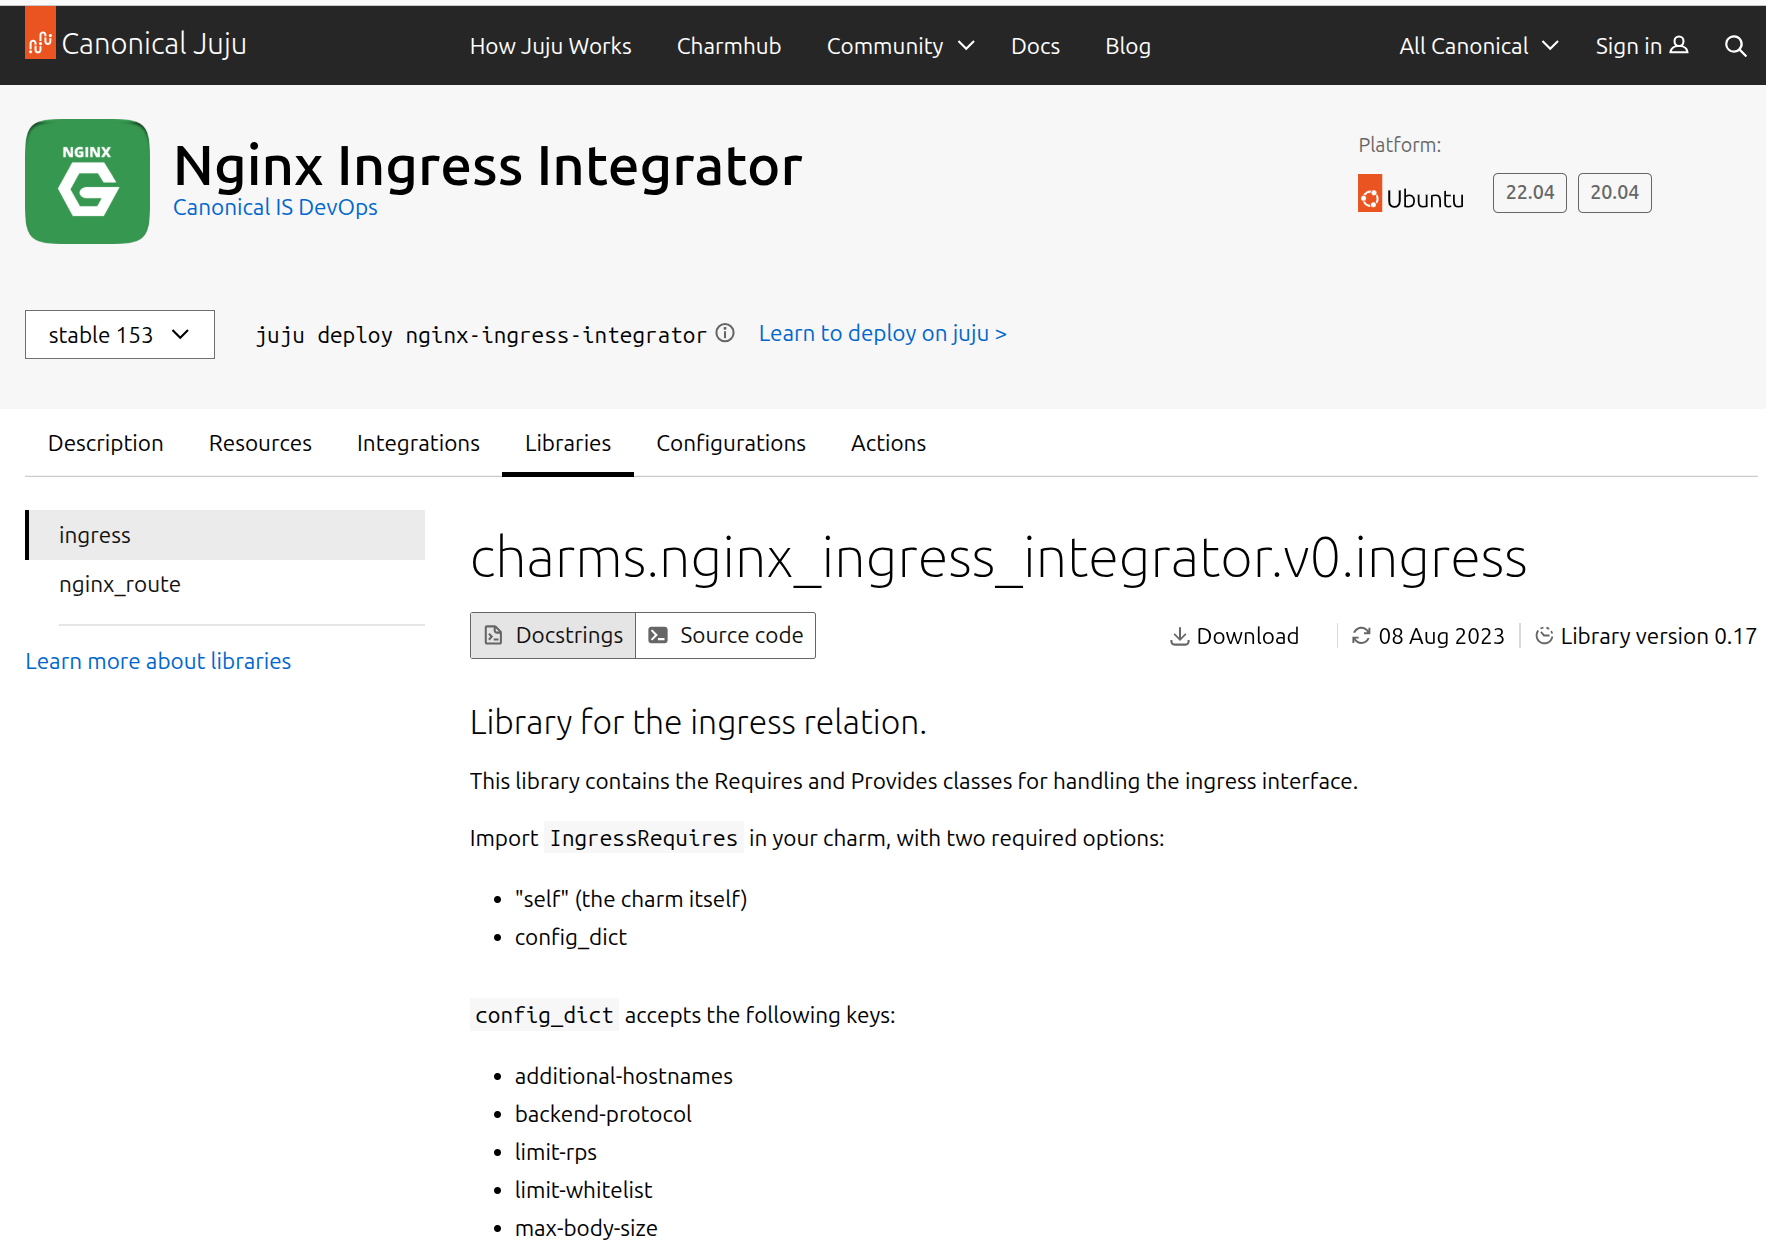 Canonical Juju How Juju Works Charmhub Community Docs Blog All Canonical Sign in
NGINX
Nginx Ingress Integrator
Canonical IS DevOps
Platform:
Ubuntu 22.04 20.04
stable 153 juju deploy nginx-ingress-integrator Learn to deploy on juju >
Description Resources Integrations Libraries Configurations Actions
ingress
nginx_route
Learn more about libraries
charms.nginx_ingress_integrator.v0.ingress
Docstrings Source code Download 08 Aug 2023 Library version 0.17
Library for the ingress relation.
This library contains the Requires and Provides classes for handling the ingress interface.
Import IngressRequires in your charm, with two required options:
• "self" (the charm itself)
• config_dict
config_dict accepts the following keys:
• additional-hostnames
• backend-protocol
• limit-rps
• limit-whitelist
• max-body-size